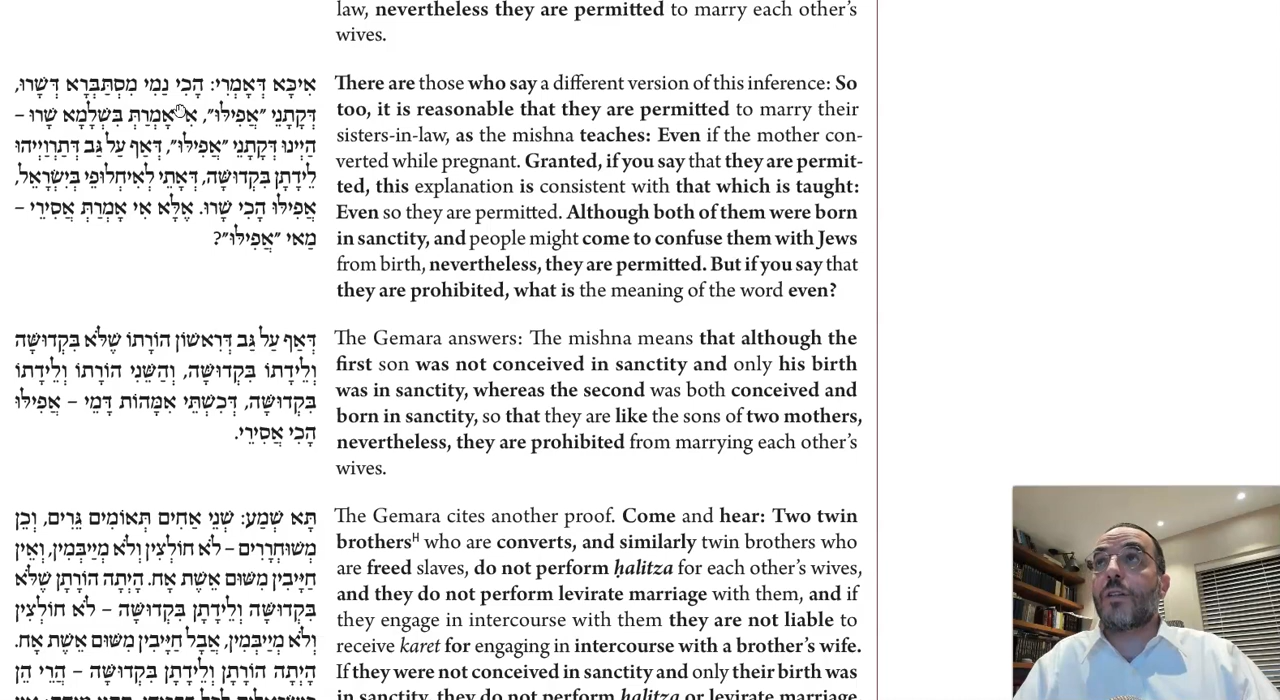 law, nevertheless they are permitted to marry each other’s
wives.
אִיכָּא דְּאָמְרִי: הָכִי נַמֵי מִסְתַּבְּרָא דְּשָׁרוּ,
דְּקָתָנֵי ״אֲפִילּוּ״, אָמְרַתְּ בִּשְׁלָמָא שָׁרוּ –
הַיְינוּ דְּקָתָנֵי ״אֲפִילּוּ״, דְּאַף עַל גַּב דְּתַרְוַיְיהוּ
לֵידָתָן בִּקְדוּשָּׁה, דְּאָתֵי לְאִיחַלּוֹפֵי בְּיִשְׂרָאֵל,
אֲפִילּוּ הָכִי שָׁרוּ. אֶלָּא אִי אָמְרַתְּ אֲסִירִי –
מַאי ״אֲפִילּוּ״?
There are those who say a different version of this inference: So
too, it is reasonable that they are permitted to marry their
sisters-in-law, as the mishna teaches: Even if the mother con-
verted while pregnant. Granted, if you say that they are permit-
ted, this explanation is consistent with that which is taught:
Even so they are permitted. Although both of them were born
in sanctity, and people might come to confuse them with Jews
from birth, nevertheless, they are permitted. But if you say that
they are prohibited, what is the meaning of the word even?
דְּאַף עַל גַּב דְּרִאשׁוֹן הוֹרָתוֹ שֶׁלֹּא בִּקְדוּשָּׁה
וְלֵידָתוֹ בִּקְדוּשָּׁה, וְהַשֵּׁנִי הוֹרָתוֹ וְלֵידָתוֹ
בִּקְדוּשָּׁה, דְּכִשְׁתֵּי אִמָּהוֹת דָּמֵי – אֲפִילּוּ
הָכִי אֲסִירִי.
The Gemara answers: The mishna means that although the
first son was not conceived in sanctity and only his birth
was in sanctity, whereas the second was both conceived and
born in sanctity, so that they are like the sons of two mothers,
nevertheless, they are prohibited from marrying each other’s
wives.
תָּא שְׁמַע: שְׁנֵי אַחִים תְּאוֹמִים גֵּרִים, וְכֵן
מְשׁוּחְרָרִים – לֹא חוֹלְצִין וְלֹא מְיַיבְּמִין, וְאֵין
חַיָּיבִין מִשּׁוּם אֵשֶׁת אָח. הָיְתָה הוֹרָתָן שֶׁלֹּא
בִּקְדוּשָּׁה וְלֵידָתָן בִּקְדוּשָּׁה – לֹא חוֹלְצִין
וְלֹא מְיַיבְּמִין, אֲבָל חַיָּיבִין מִשּׁוּם אֵשֶׁת אָח.
הָיְתָה הוֹרָתָן וְלֵידָתָן בִּקְדוּשָּׁה – הֲרֵי הֵן
The Gemara cites another proof. Come and hear: Two twin
brothersᴴ who are converts, and similarly twin brothers who
are freed slaves, do not perform ḥalitza for each other’s wives,
and they do not perform levirate marriage with them, and if
they engage in intercourse with them they are not liable to
receive karet for engaging in intercourse with a brother’s wife.
If they were not conceived in sanctity and only their birth was
in sanctity, they do not perform ḥalitza or levirate marriage